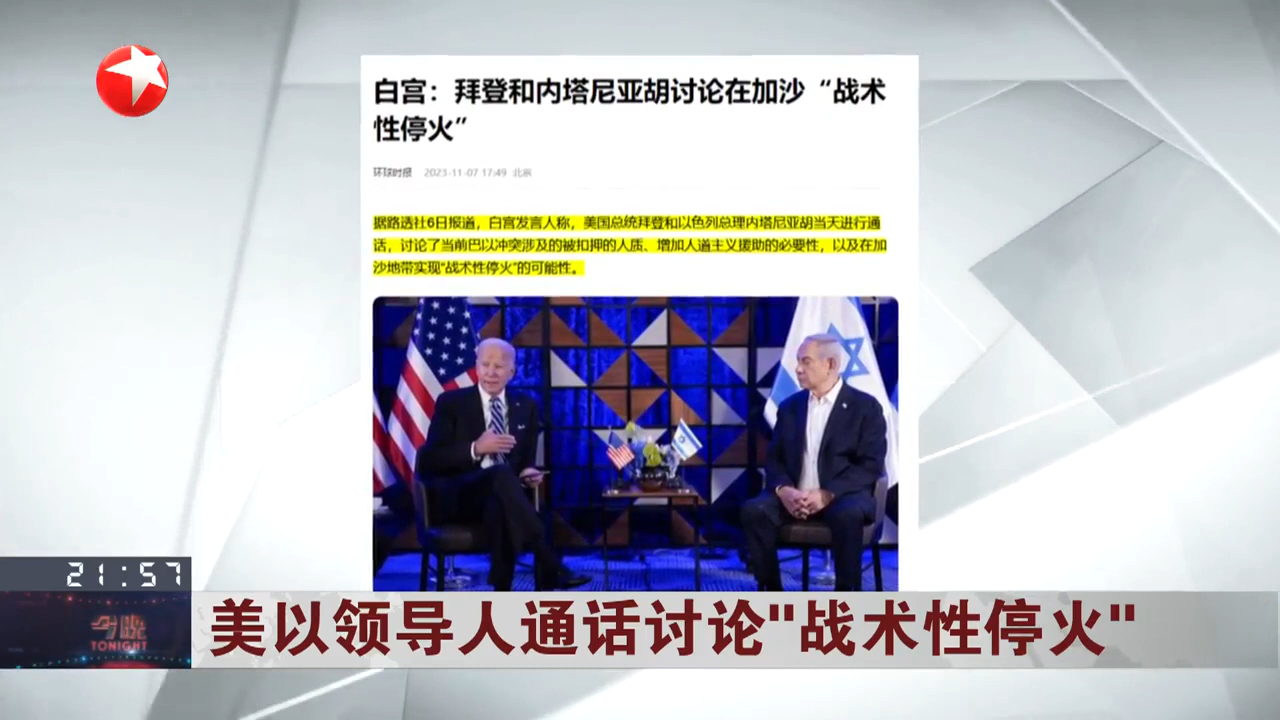 白宫：拜登和内塔尼亚胡讨论在加沙“战术
性停火”
环球时报 2023-11-07 17:49 北京
据路透社6日报道，白宫发言人称，美国总统拜登和以色列总理内塔尼亚胡当天进行通
话，讨论了当前巴以冲突涉及的被扣押的人质、增加人道主义援助的必要性，以及在加
沙地带实现“战术性停火”的可能性。
21:57
今晚
TONIGHT
美以领导人通话讨论"战术性停火"